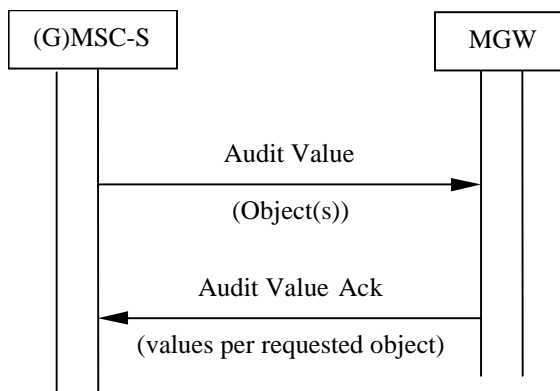 (G)MSC-S
MGW
Audit Value
(Object(s))
Audit Value Ack
(values per requested object)